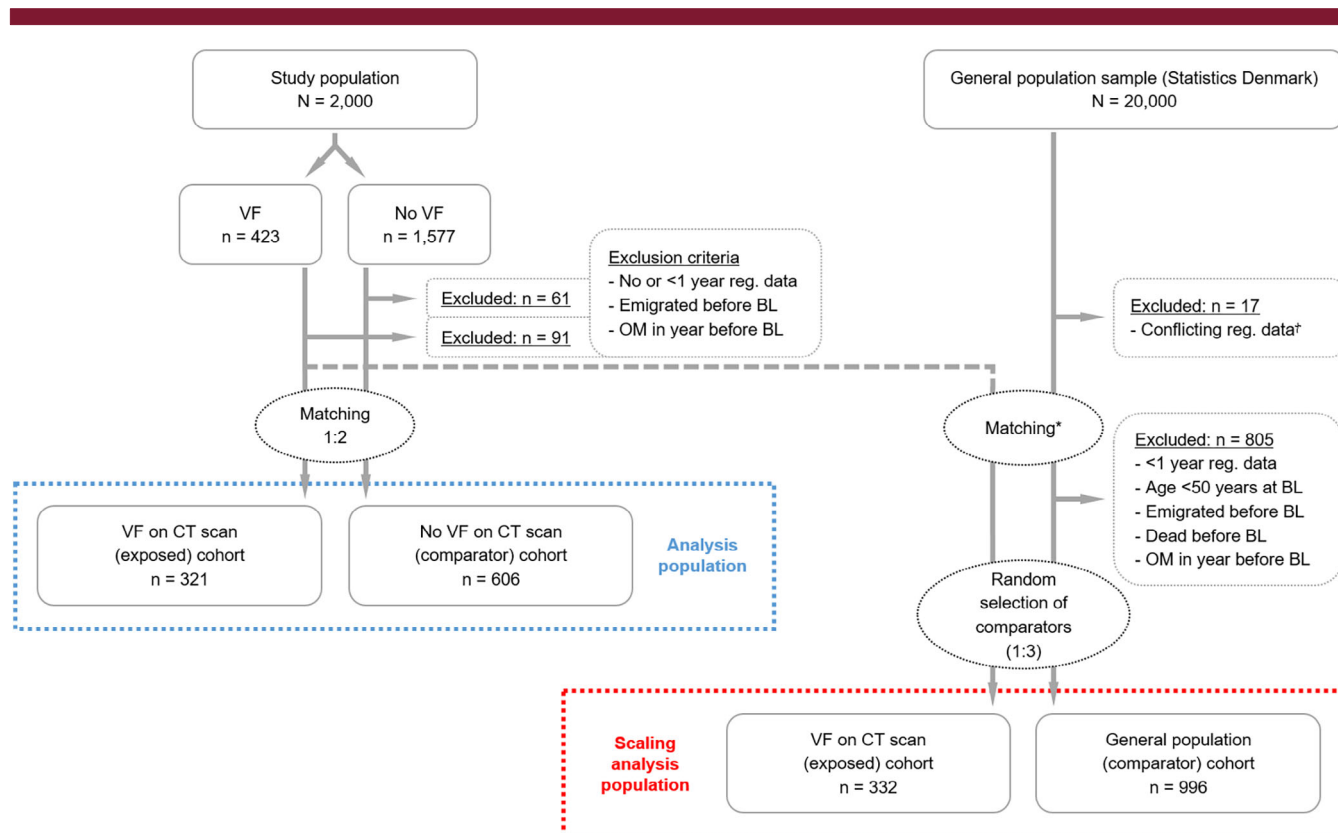 Study population
N = 2,000
General population sample (Statistics Denmark)
N = 20,000
VF
n = 423
No VF
n = 1,577
Exclusion criteria
- No or <1 year reg. data
- Emigrated before BL
- OM in year before BL
Excluded: n = 61
Excluded: n = 91
Excluded: n = 17
- Conflicting reg. data†
Matching
1:2
Matching*
Excluded: n = 805
- <1 year reg. data
- Age <50 years at BL
- Emigrated before BL
- Dead before BL
- OM in year before BL
VF on CT scan
(exposed) cohort
n = 321
No VF on CT scan
(comparator) cohort
n = 606
Analysis
population
Random
selection of
comparators
(1:3)
Scaling
analysis
population
VF on CT scan
(exposed) cohort
n = 332
General population
(comparator) cohort
n = 996